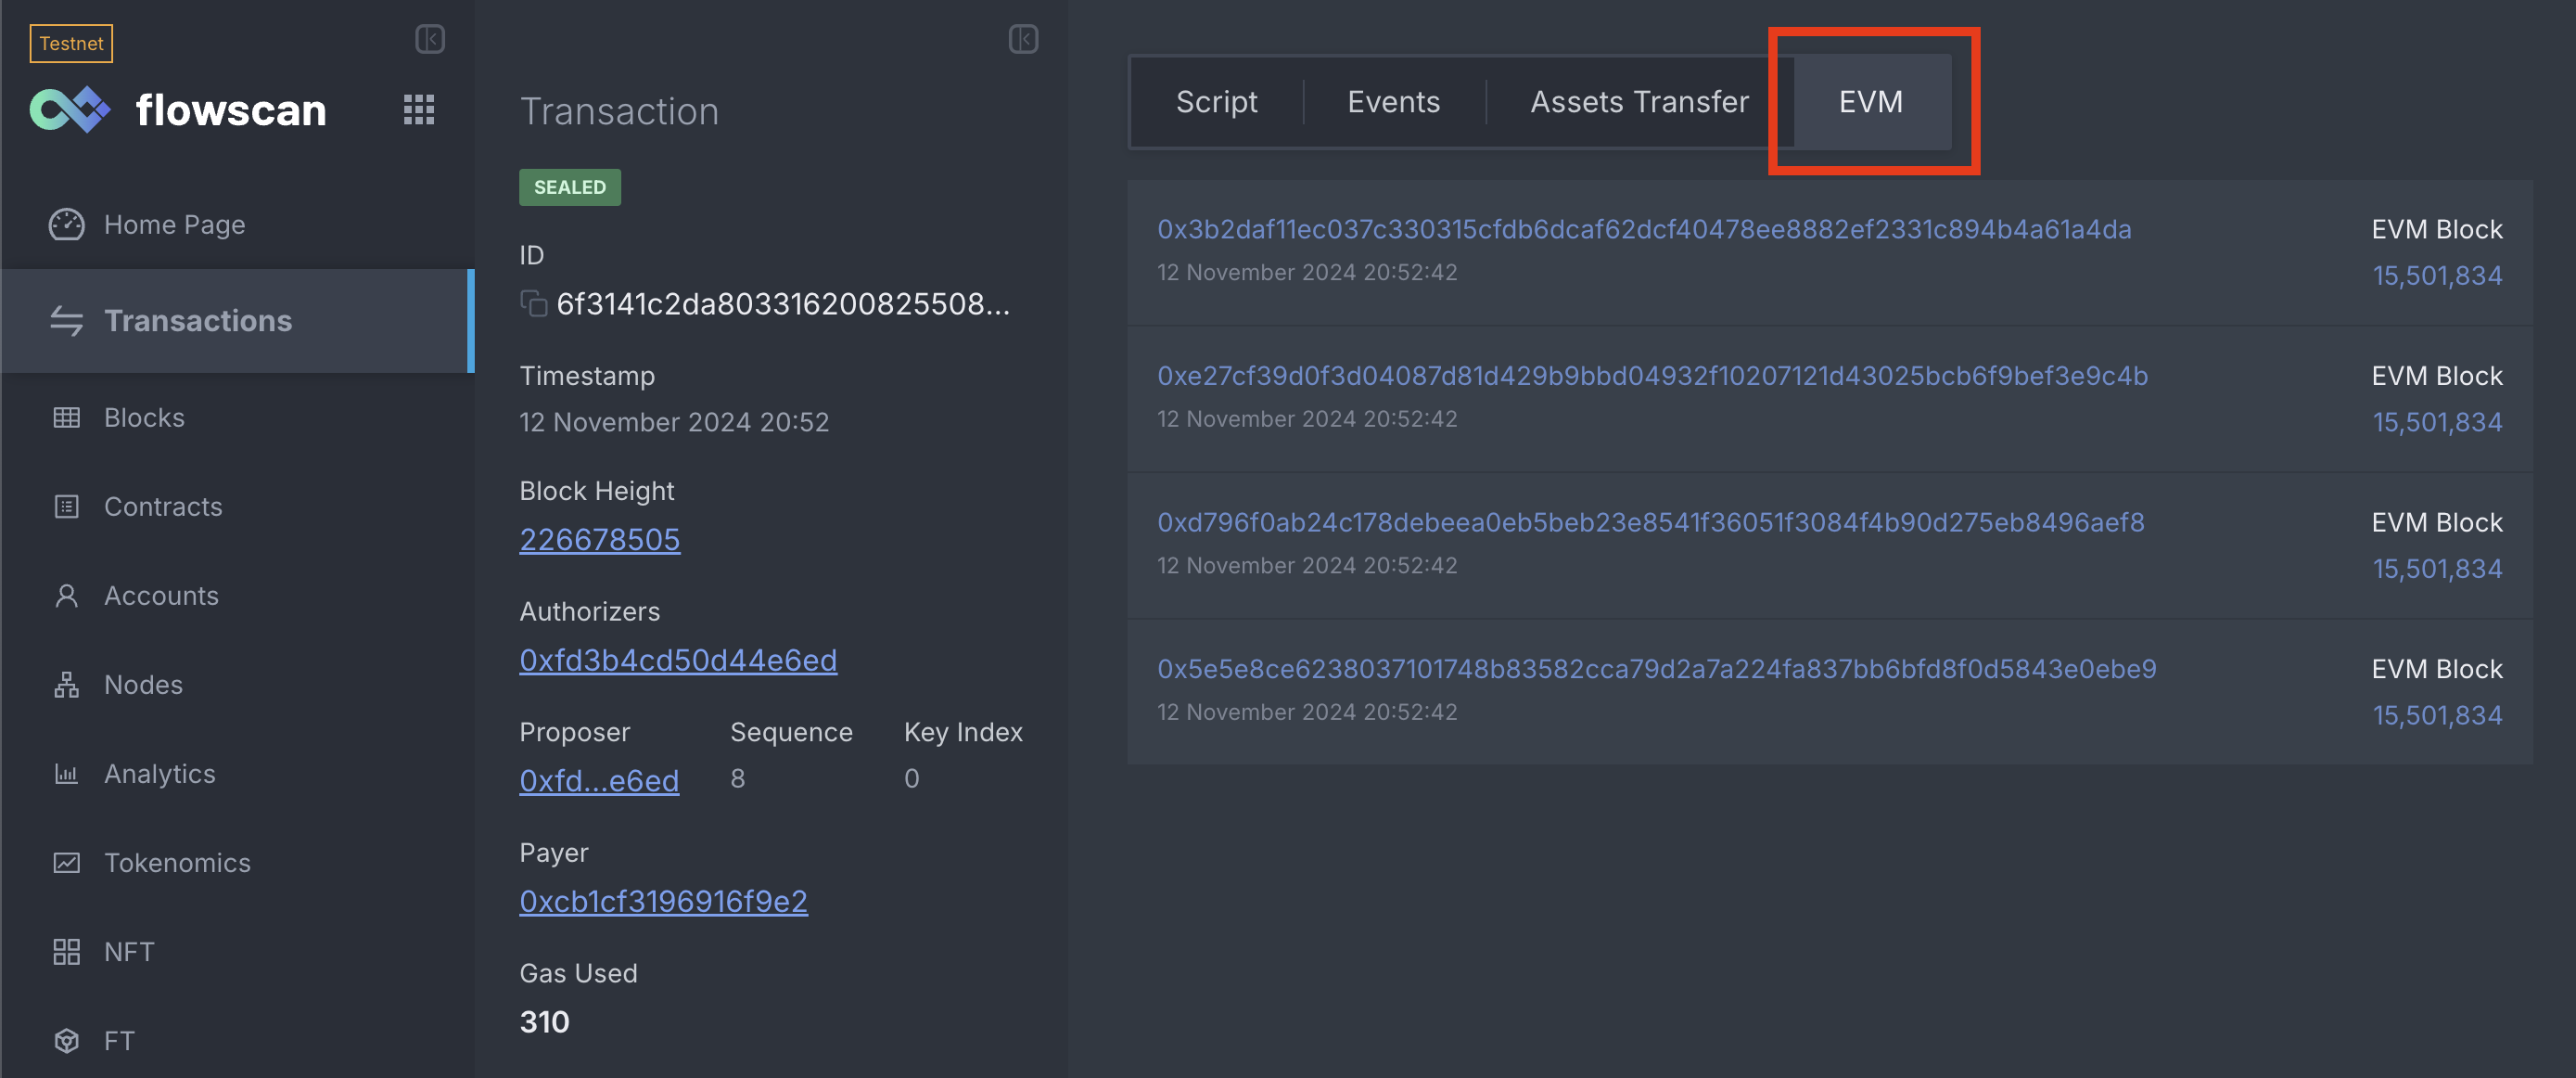 Testnet
flowscan
Home Page
Transactions
Blocks
Contracts
Accounts
Nodes
Analytics
Tokenomics
NFT
FT
Transaction
SEALED
ID
6f3141c2da803316200825508...
Timestamp
12 November 2024 20:52
Block Height
226678505
Authorizers
0xfd3b4cd50d44e6ed
Proposer Sequence Key Index
0xfd...e6ed 8 0
Payer
0xcb1cf3196916f9e2
Gas Used
310
Script Events Assets Transfer EVM
0x3b2daf11ec037c330315cfdb6dcaf62dcf40478ee8882ef2331c894b4a61a4da EVM Block
12 November 2024 20:52:42 15,501,834
0xe27cf39d0f3d04087d81d429b9bbd04932f10207121d43025bcb6f9bef3e9c4b EVM Block
12 November 2024 20:52:42 15,501,834
0xd796f0ab24c178debeea0eb5beb23e8541f36051f3084f4b90d275eb8496aef8 EVM Block
12 November 2024 20:52:42 15,501,834
0x5e5e8ce6238037101748b83582cca79d2a7a224fa837bb6bfd8f0d5843e0ebe9 EVM Block
12 November 2024 20:52:42 15,501,834